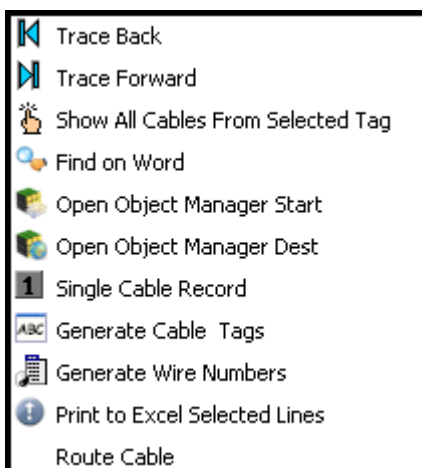 Trace Back
Trace Forward
Show All Cables From Selected Tag
Find on Word
Open Object Manager Start
Open Object Manager Dest
1 Single Cable Record
ABC Generate Cable Tags
Generate Wire Numbers
Print to Excel Selected Lines
Route Cable